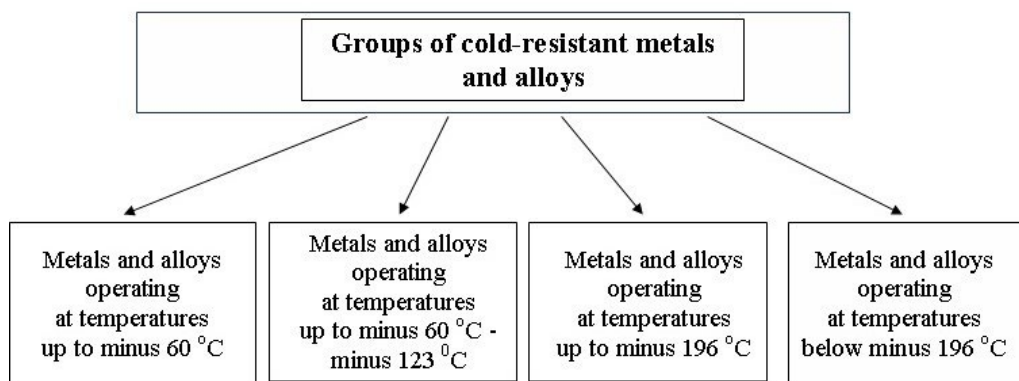 Groups of cold-resistant metals
and alloys
Metals and alloys
operating
at temperatures
up to minus 60 °C
Metals and alloys
operating
at temperatures
up to minus 60 °C -
minus 123 ⁰C
Metals and alloys
operating
at temperatures
up to minus 196 °C
Metals and alloys
operating
at temperatures
below minus 196 °C